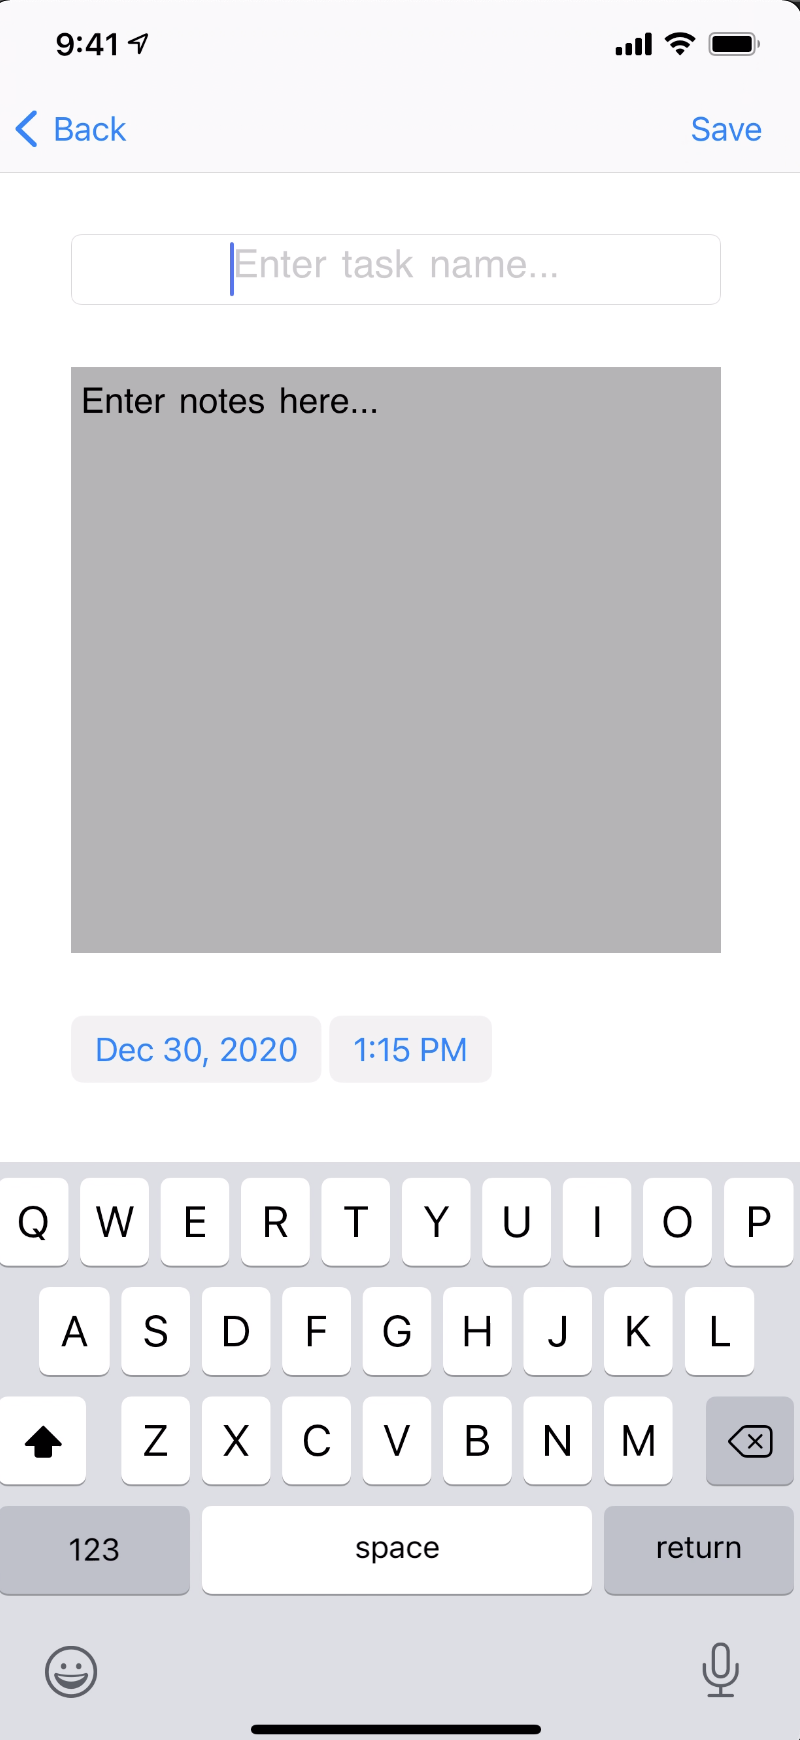 9:41
Back Save
Enter task name...
Enter notes here...
Dec 30, 2020 1:15 PM
Q W E R T Y U I O P
A S D F G H J K L
Z X C V B N M
123 space return